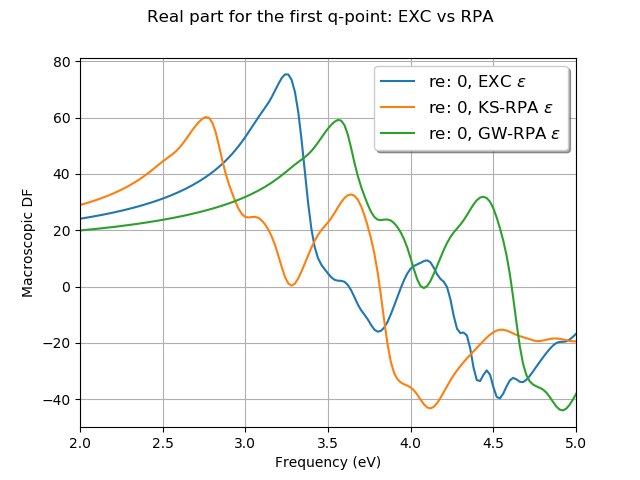 Real part for the first q-point: EXC vs RPA
80
60
40
20
0
−20
−40
Macroscopic DF
re: 0, EXC ε
re: 0, KS-RPA ε
re: 0, GW-RPA ε
2.0 2.5 3.0 3.5 4.0 4.5 5.0
Frequency (eV)